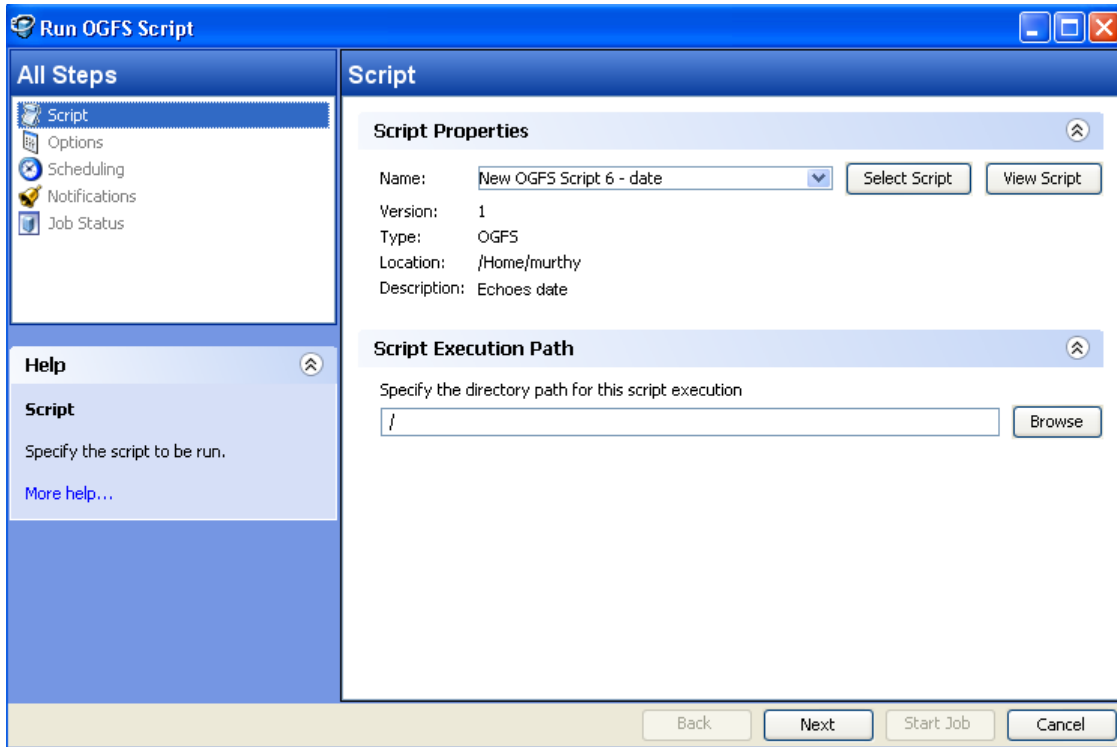 Run OGFS Script
All Steps
Script
Options
Scheduling
Notifications
Job Status
Help
Script
Specify the script to be run.
More help...
Script
Script Properties
Name: New OGFS Script 6 - date Select Script View Script
Version: 1
Type: OGFS
Location: /Home/murthy
Description: Echoes date
Script Execution Path
Specify the directory path for this script execution
/ Browse
Back Next Start Job Cancel